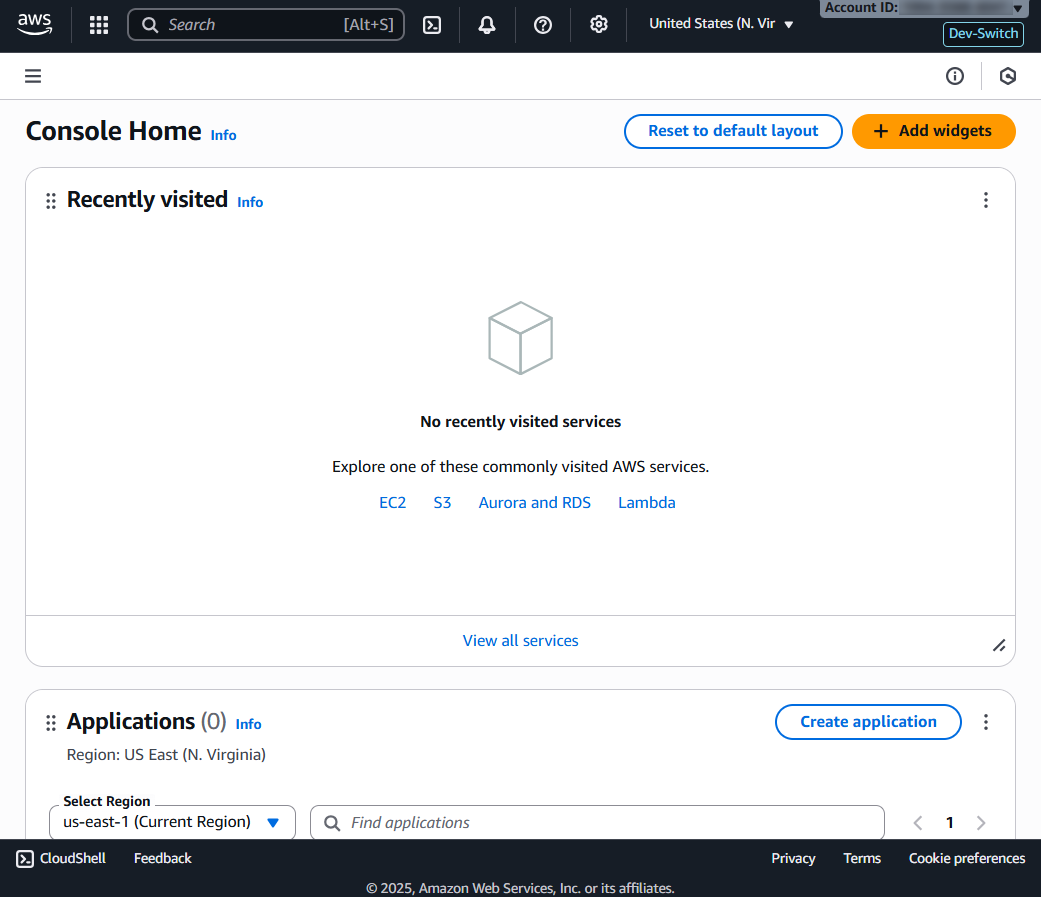 aws
Search [Alt+S]
United States (N. Vir
Account ID:
Dev-Switch
Console Home Info
Reset to default layout
Add widgets
Recently visited Info
No recently visited services
Explore one of these commonly visited AWS services.
EC2 S3 Aurora and RDS Lambda
View all services
Applications (0) Info
Create application
Region: US East (N. Virginia)
Select Region
us-east-1 (Current Region)
Find applications
1
CloudShell Feedback Privacy Terms Cookie preferences
© 2025, Amazon Web Services, Inc. or its affiliates.